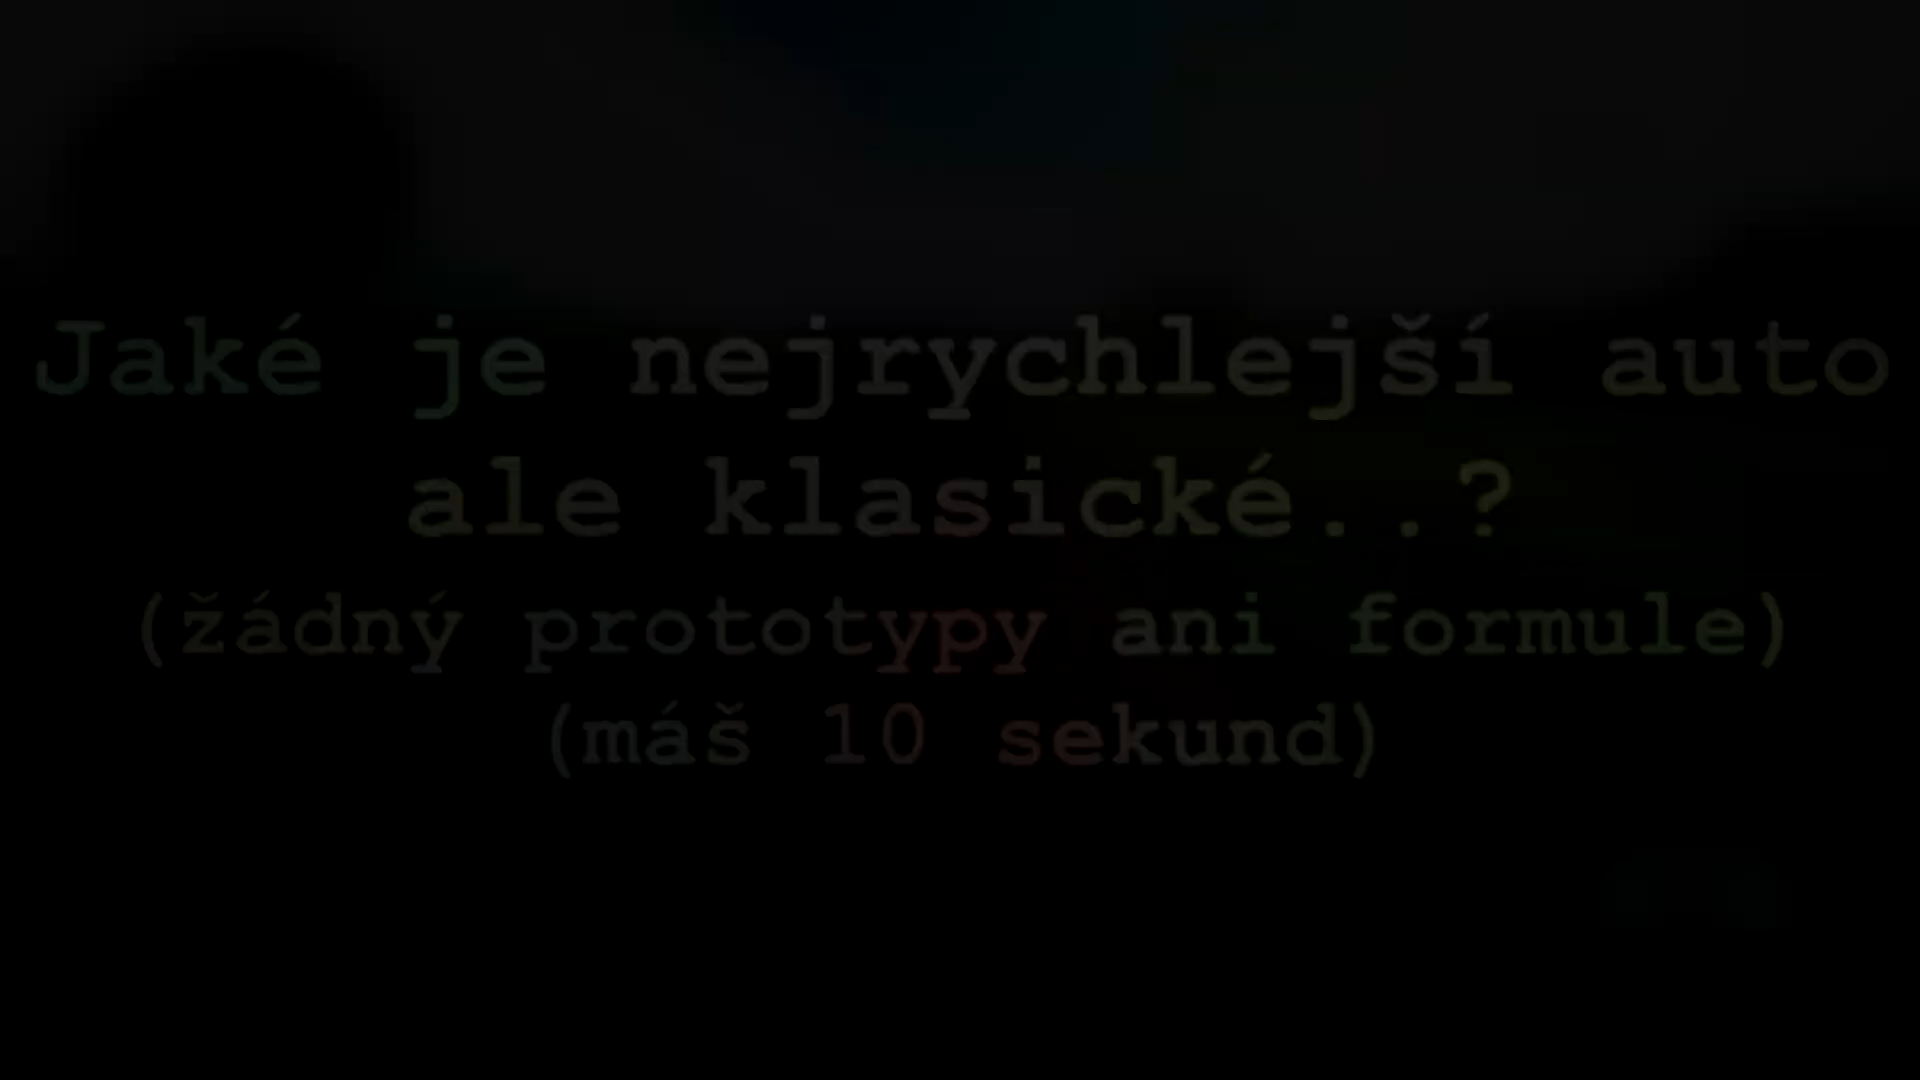 Jaké je nejrychlejší auto
ale klasické..?
(žádný prototypy ani formule)
(máš 10 sekund)